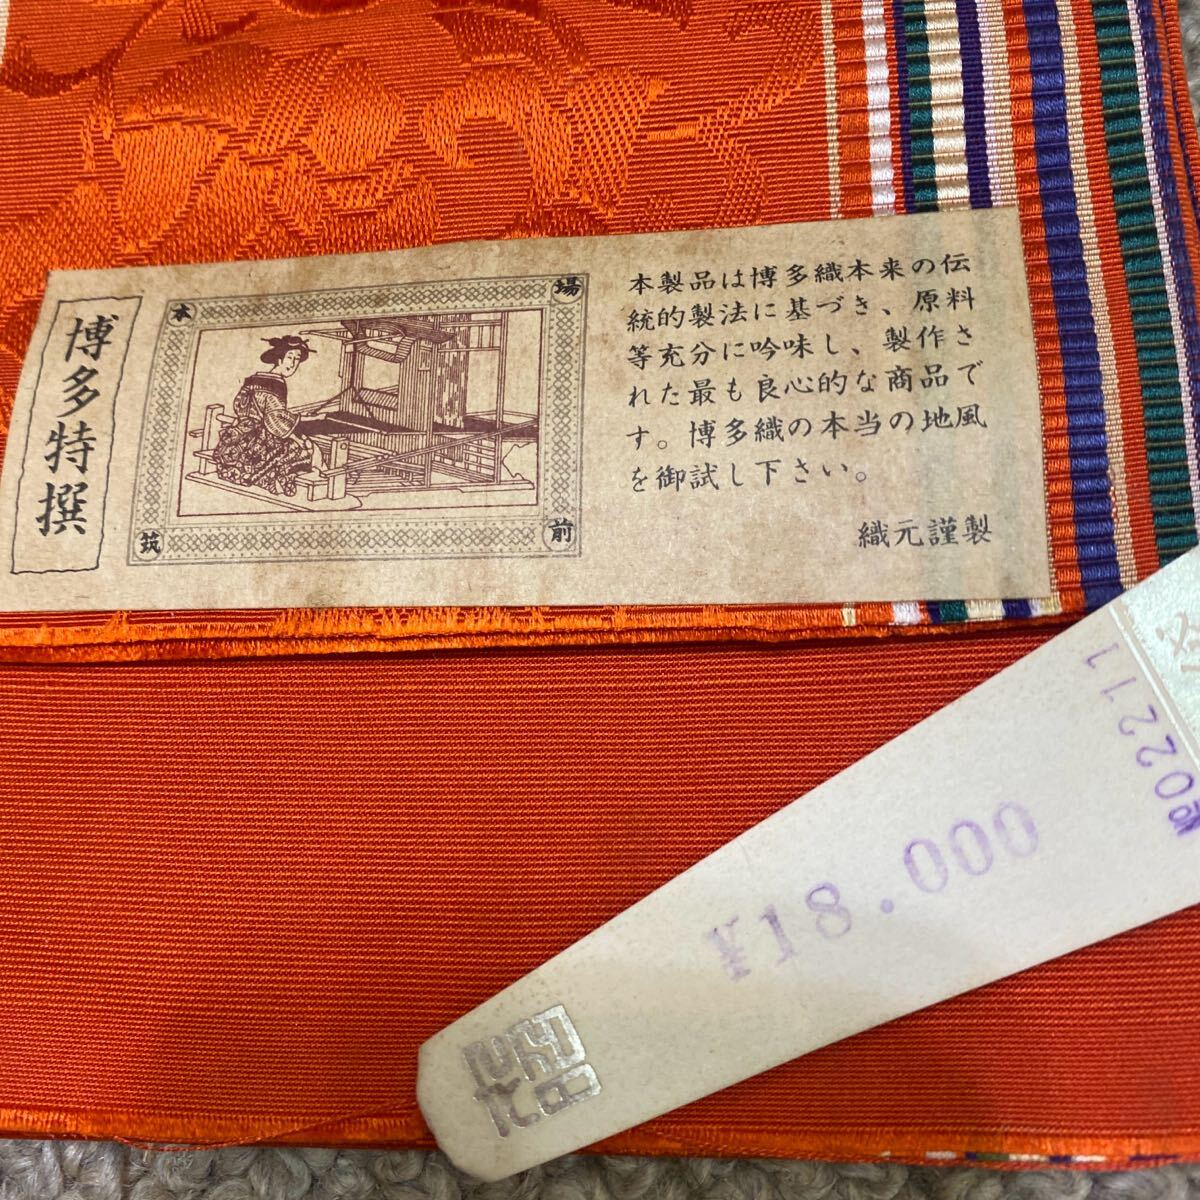 博多特撰
本場
筑前
本製品は博多織本来の伝
統的製法に基づき、原料
等充分に吟味し、製作さ
れた最も良心的な商品で
す。博多織の本当の地風
を御試し下さい。
織元謹製
№02211
¥18.000